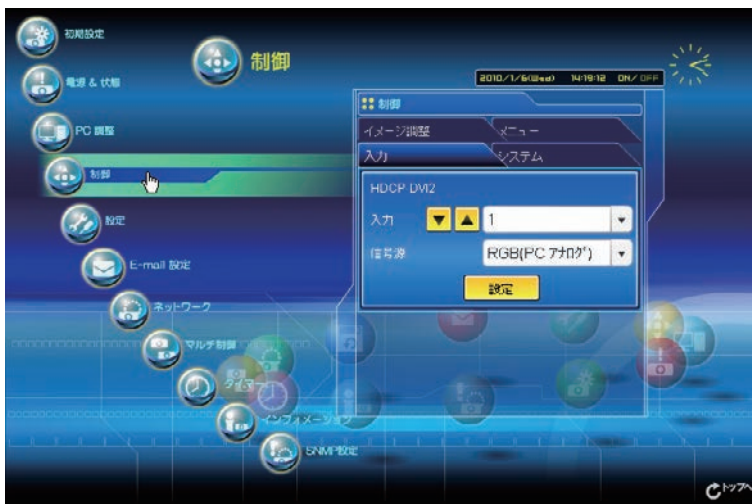 初期設定
電源 & 状態
PC 調整
制御
設定
E-mail 設定
ネットワーク
マルチ制御
タイマー
インフォメーション
SNMP設定
制御
2010/1/6(Wed) 14:19:12 ON/OFF
制御
イメージ調整 メニュー
入力 システム
HDCP DVI2
入力 1
信号源 RGB(PC アナログ)
設定
トップへ